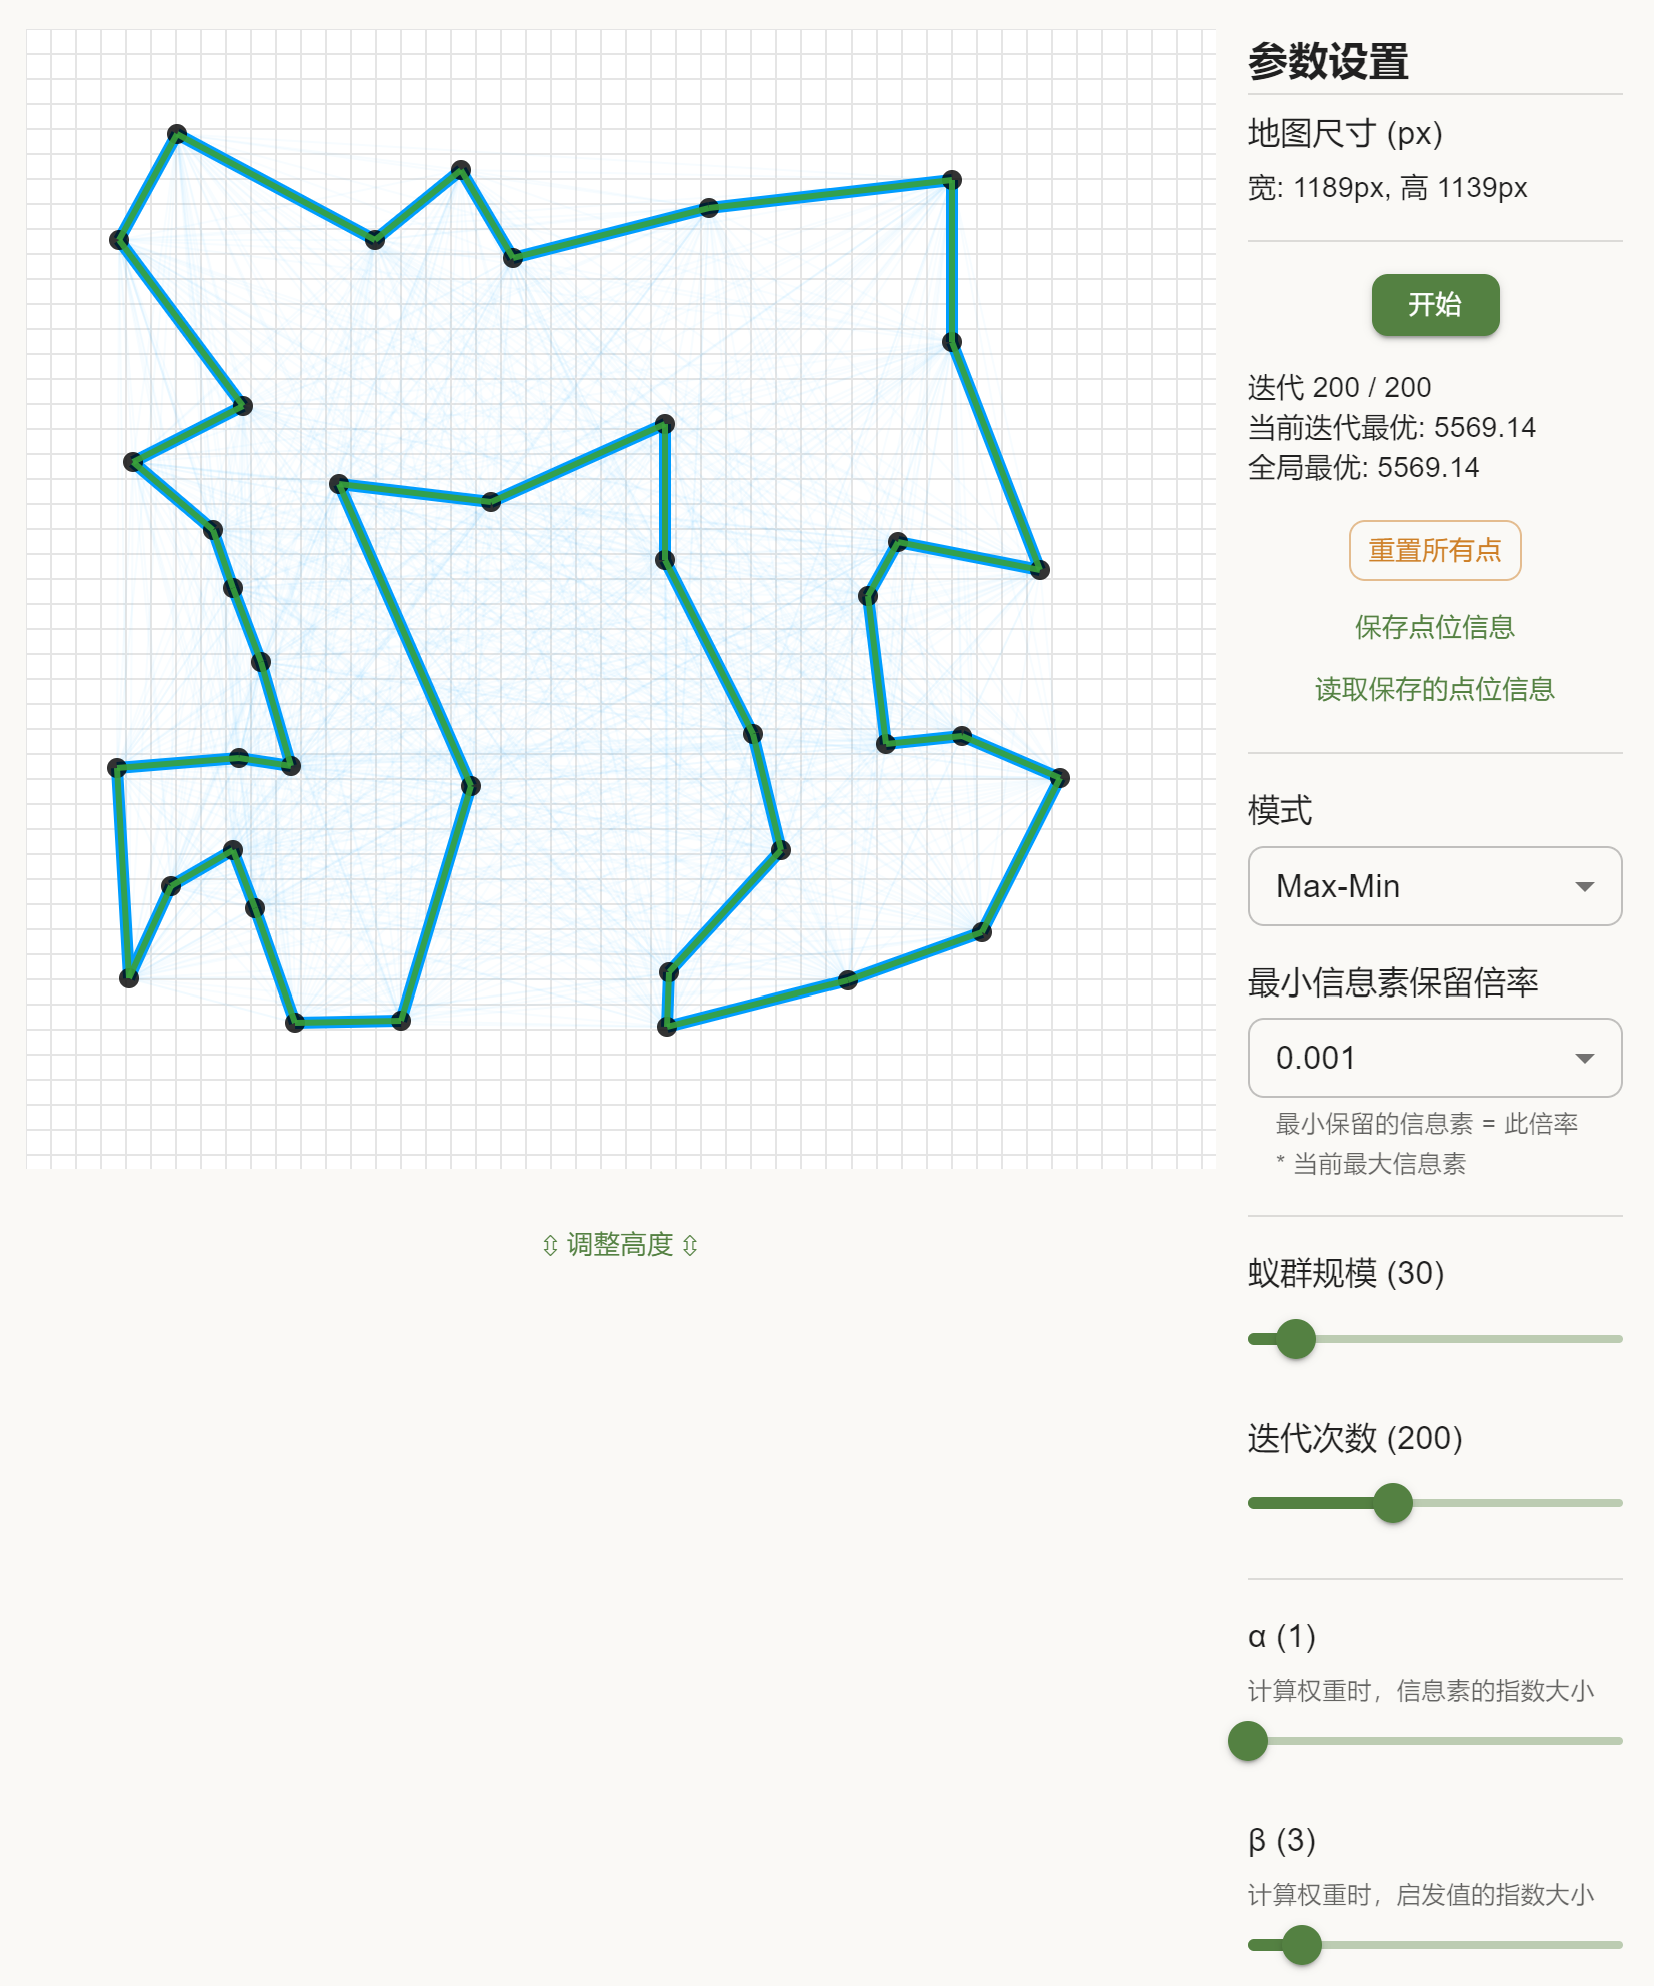 参数设置
地图尺寸 (px)
宽: 1189px, 高 1139px
开始
迭代 200 / 200
当前迭代最优: 5569.14
全局最优: 5569.14
重置所有点
保存点位信息
读取保存的点位信息
模式
Max-Min
最小信息素保留倍率
0.001
最小保留的信息素 = 此倍率
* 当前最大信息素
⇳ 调整高度 ⇳
蚁群规模 (30)
迭代次数 (200)
α (1)
计算权重时，信息素的指数大小
β (3)
计算权重时，启发值的指数大小